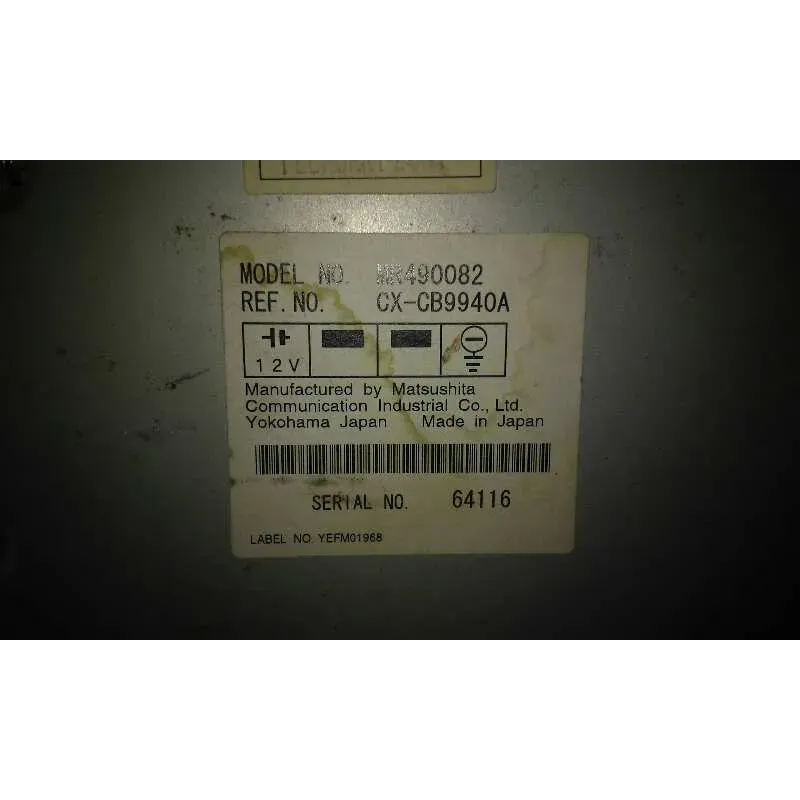 MODEL NO. MR490082
REF. NO. CX-CB9940A
12V
Manufactured by Matsushita
Communication Industrial Co., Ltd.
Yokohama Japan Made in Japan
SERIAL NO. 64116
LABEL NO. YEFM01968